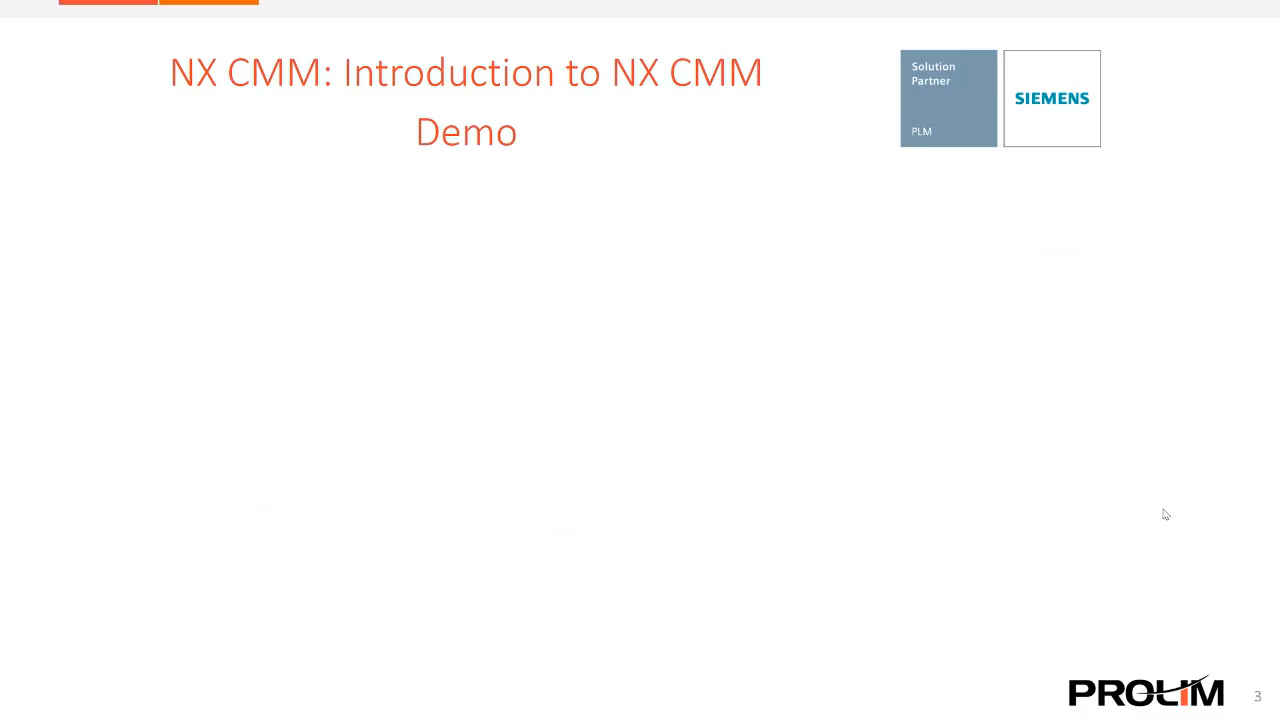 NX CMM: Introduction to NX CMM
Demo
Solution
Partner
PLM
SIEMENS
PROLIM
3